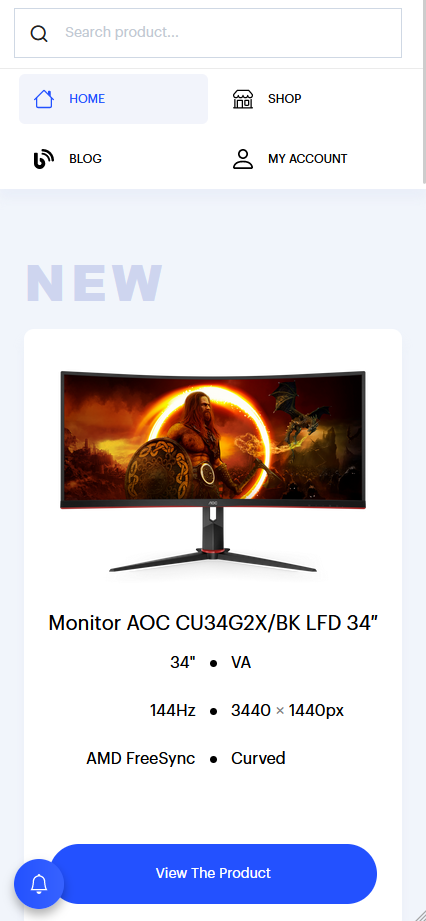 Search product...
HOME
SHOP
BLOG
MY ACCOUNT
NEW
AOC
Monitor AOC CU34G2X/BK LFD 34″
34" • VA
144Hz • 3440 × 1440px
AMD FreeSync • Curved
View The Product